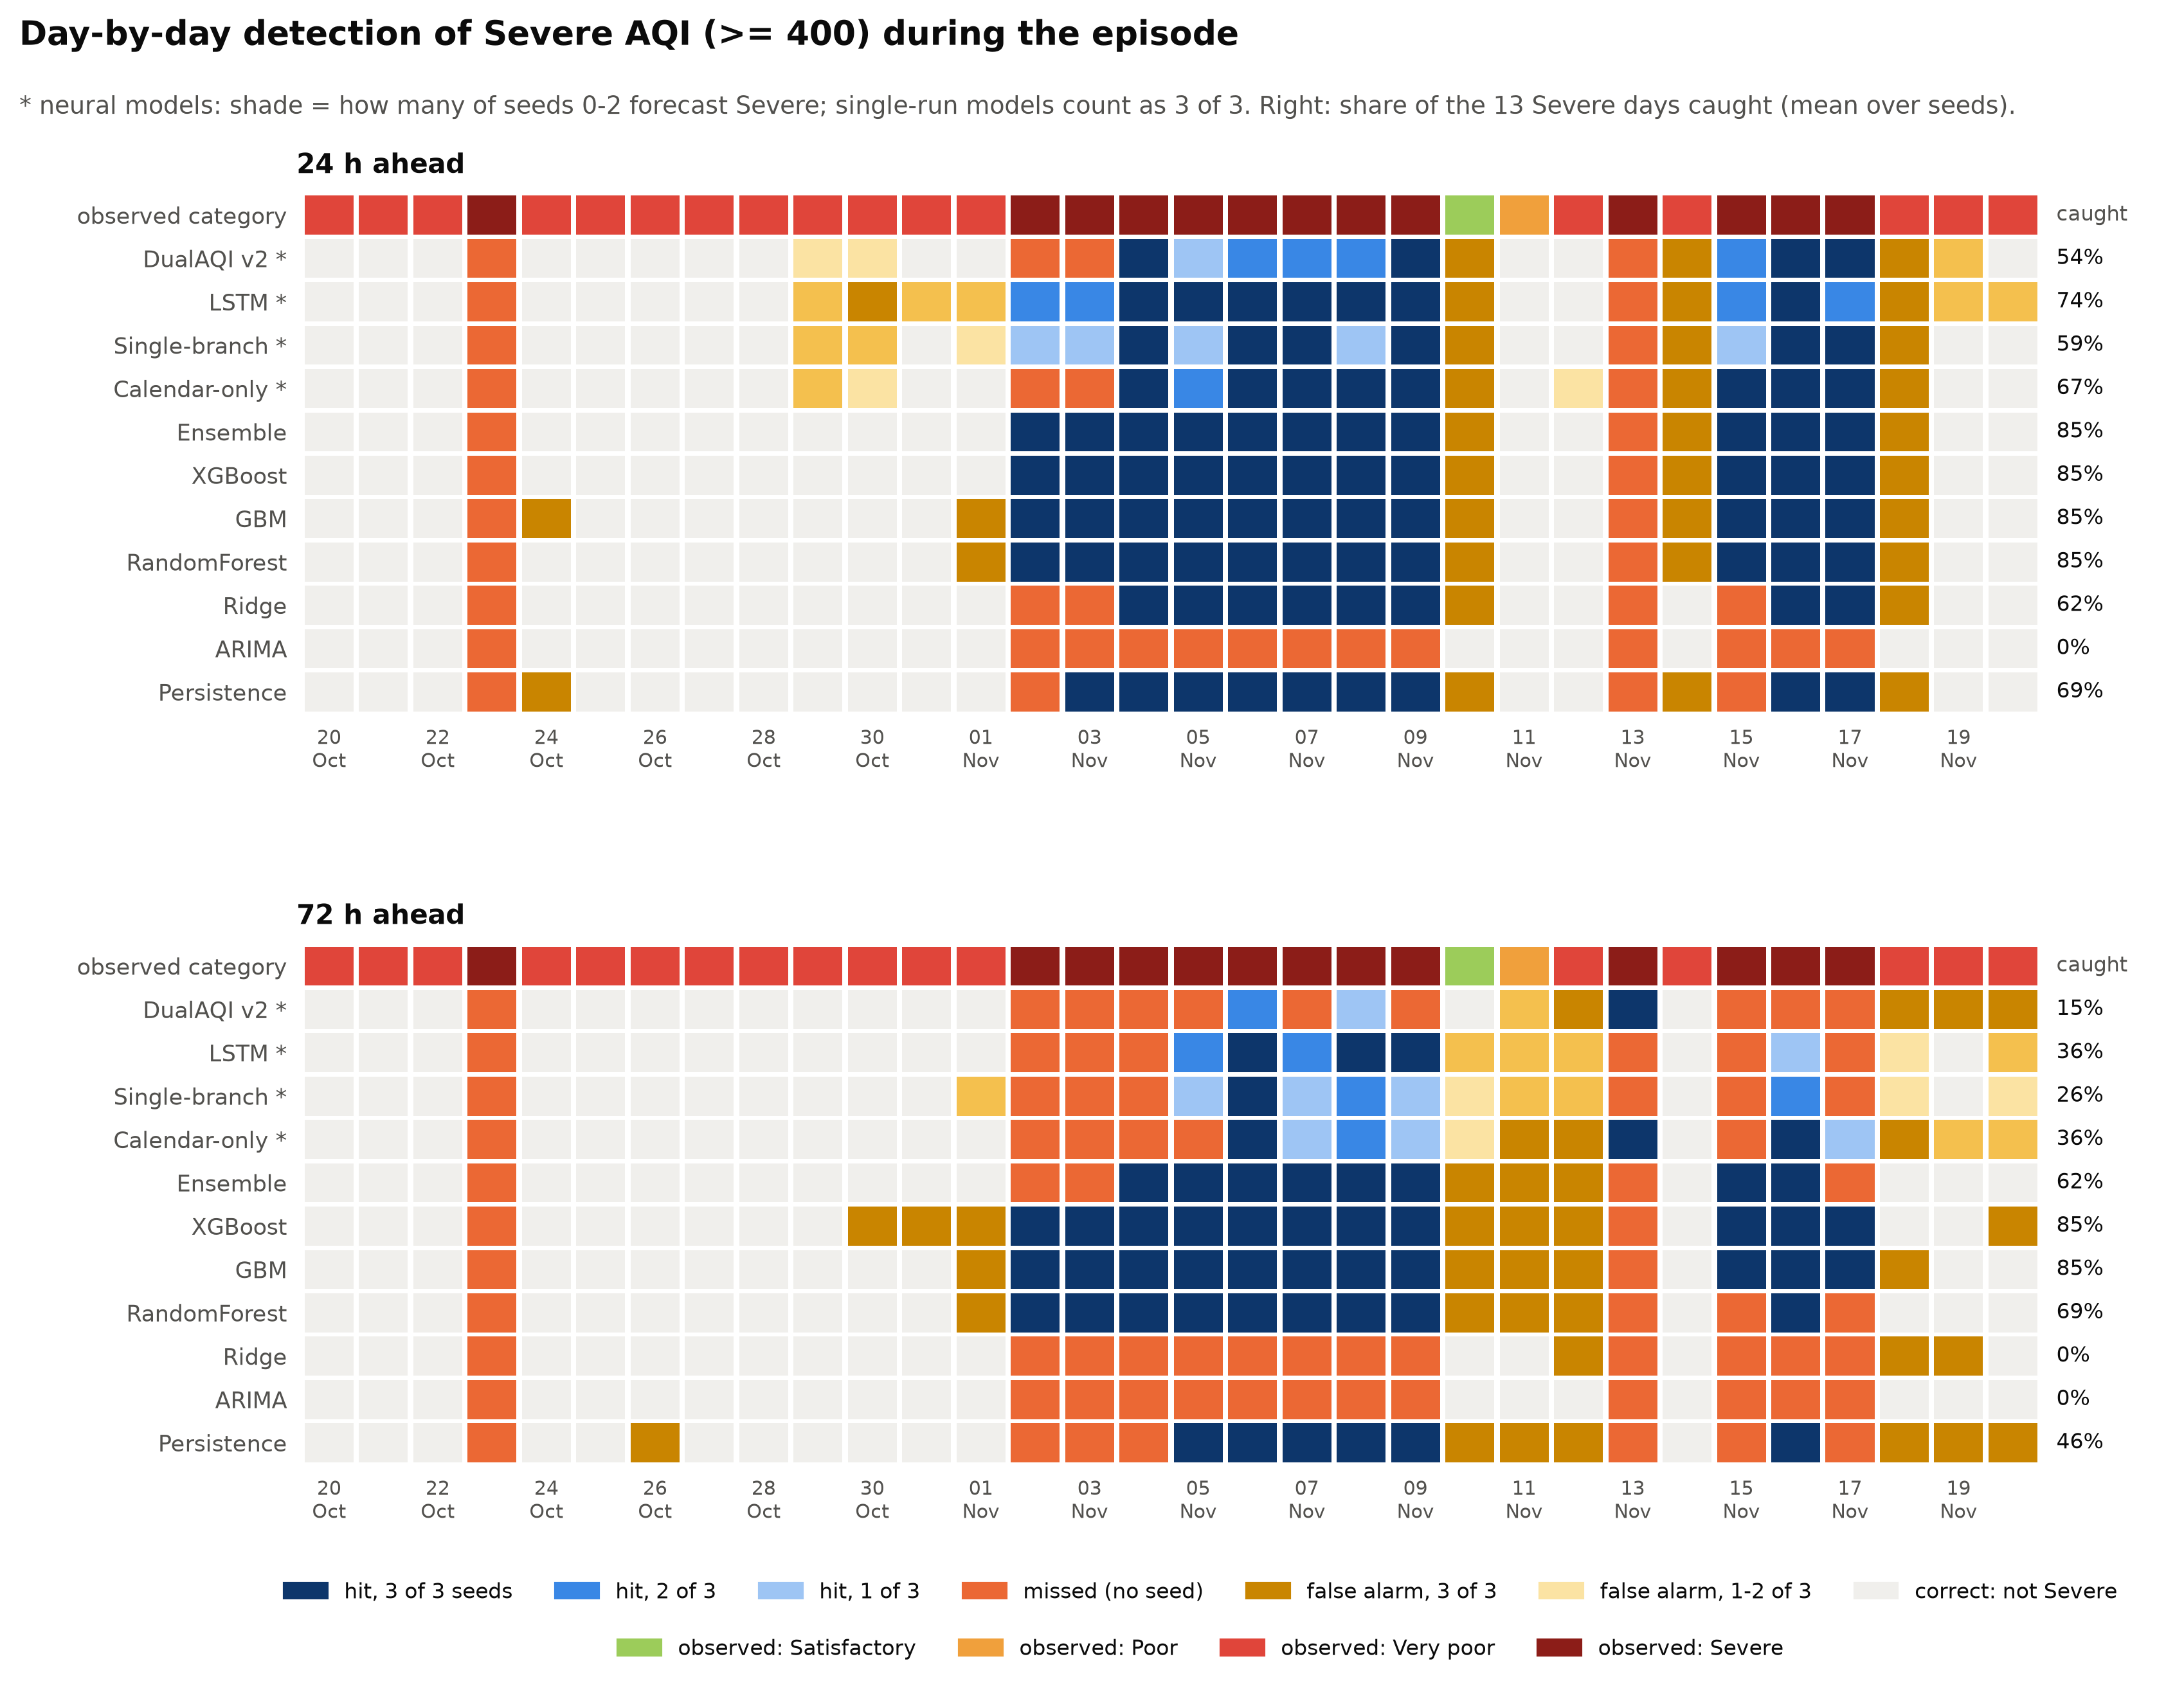 Day-by-day detection of Severe AQI (>= 400) during the episode
* neural models: shade = how many of seeds 0-2 forecast Severe; single-run models count as 3 of 3. Right: share of the 13 Severe days caught (mean over seeds).
24 h ahead
observed category caught
DualAQI v2 * 54%
LSTM * 74%
Single-branch * 59%
Calendar-only * 67%
Ensemble 85%
XGBoost 85%
GBM 85%
RandomForest 85%
Ridge 62%
ARIMA 0%
Persistence 69%
20 22 24 26 28 30 01 03 05 07 09 11 13 15 17 19
Oct Oct Oct Oct Oct Oct Nov Nov Nov Nov Nov Nov Nov Nov Nov Nov
72 h ahead
observed category caught
DualAQI v2 * 15%
LSTM * 36%
Single-branch * 26%
Calendar-only * 36%
Ensemble 62%
XGBoost 85%
GBM 85%
RandomForest 69%
Ridge 0%
ARIMA 0%
Persistence 46%
20 22 24 26 28 30 01 03 05 07 09 11 13 15 17 19
Oct Oct Oct Oct Oct Oct Nov Nov Nov Nov Nov Nov Nov Nov Nov Nov
hit, 3 of 3 seeds hit, 2 of 3 hit, 1 of 3 missed (no seed) false alarm, 3 of 3 false alarm, 1-2 of 3 correct: not Severe
observed: Satisfactory observed: Poor observed: Very poor observed: Severe